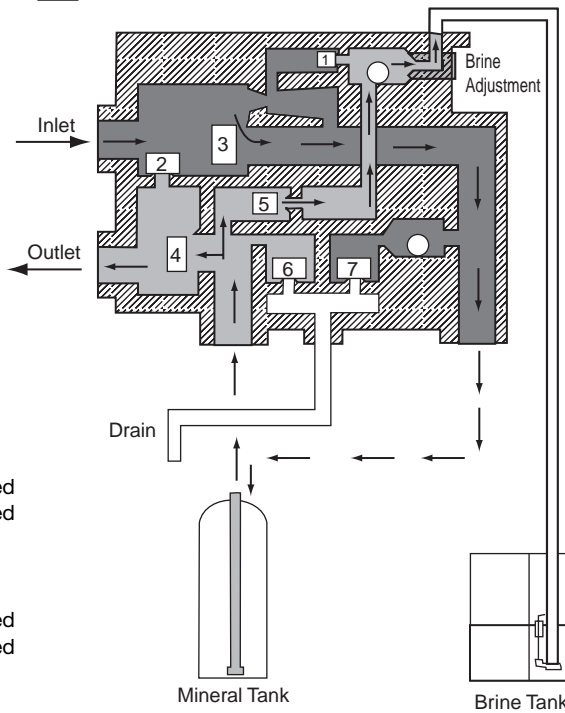 1
Brine
Adjustment
Inlet
3
2
5
4
Outlet
6
7
Drain
ed
ed
ed
ed
Mineral Tank
Brine Tank